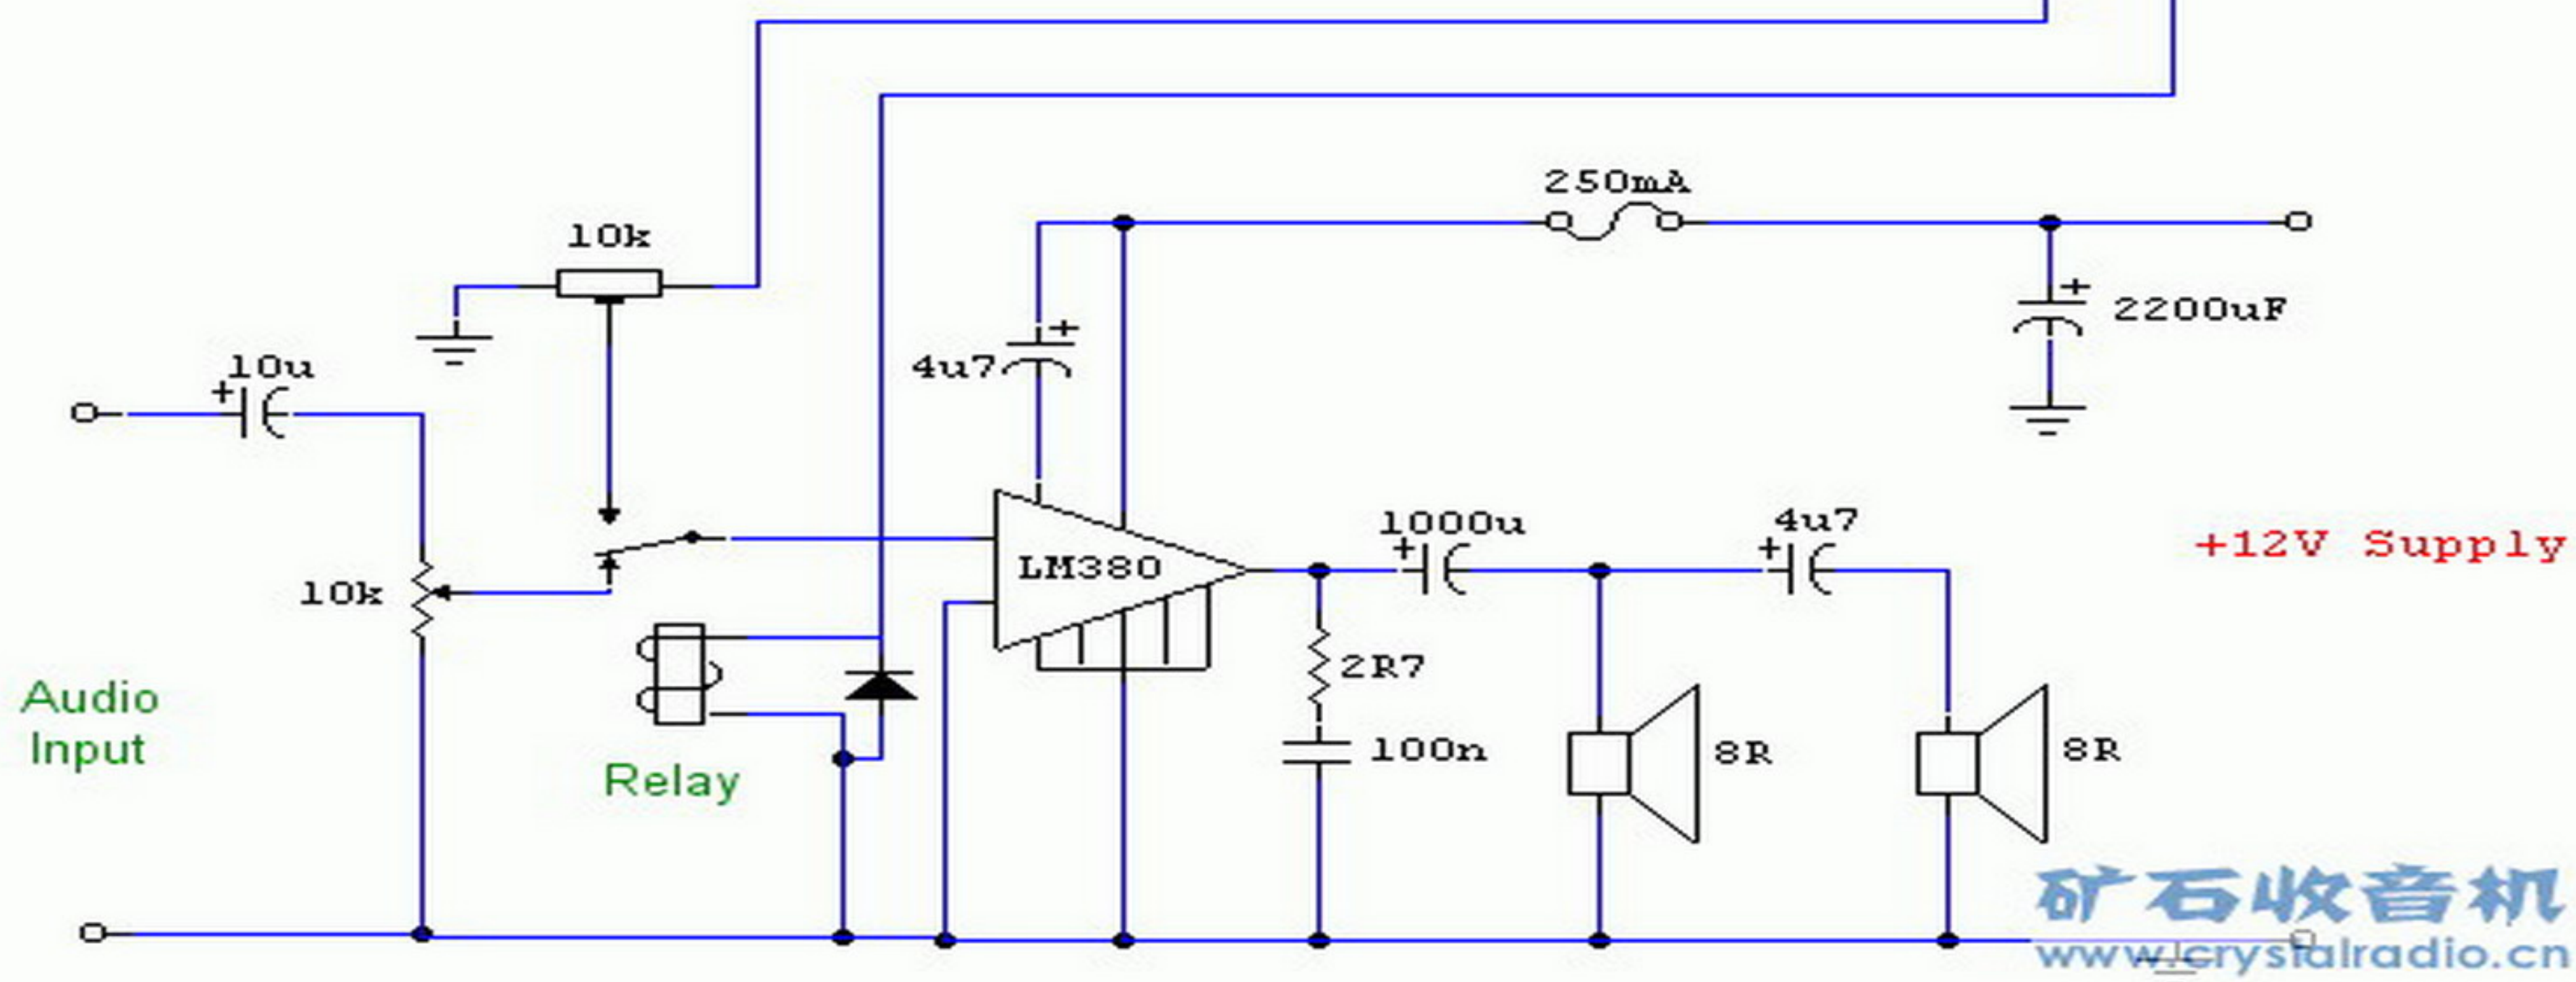 250mA
10k
2200uF
10u
4u7
1000u
4u7
+12V Supply
LM380
10k
2R7
Audio
Input
100n
8R
8R
Relay
矿石收音机
www.crystalradio.cn